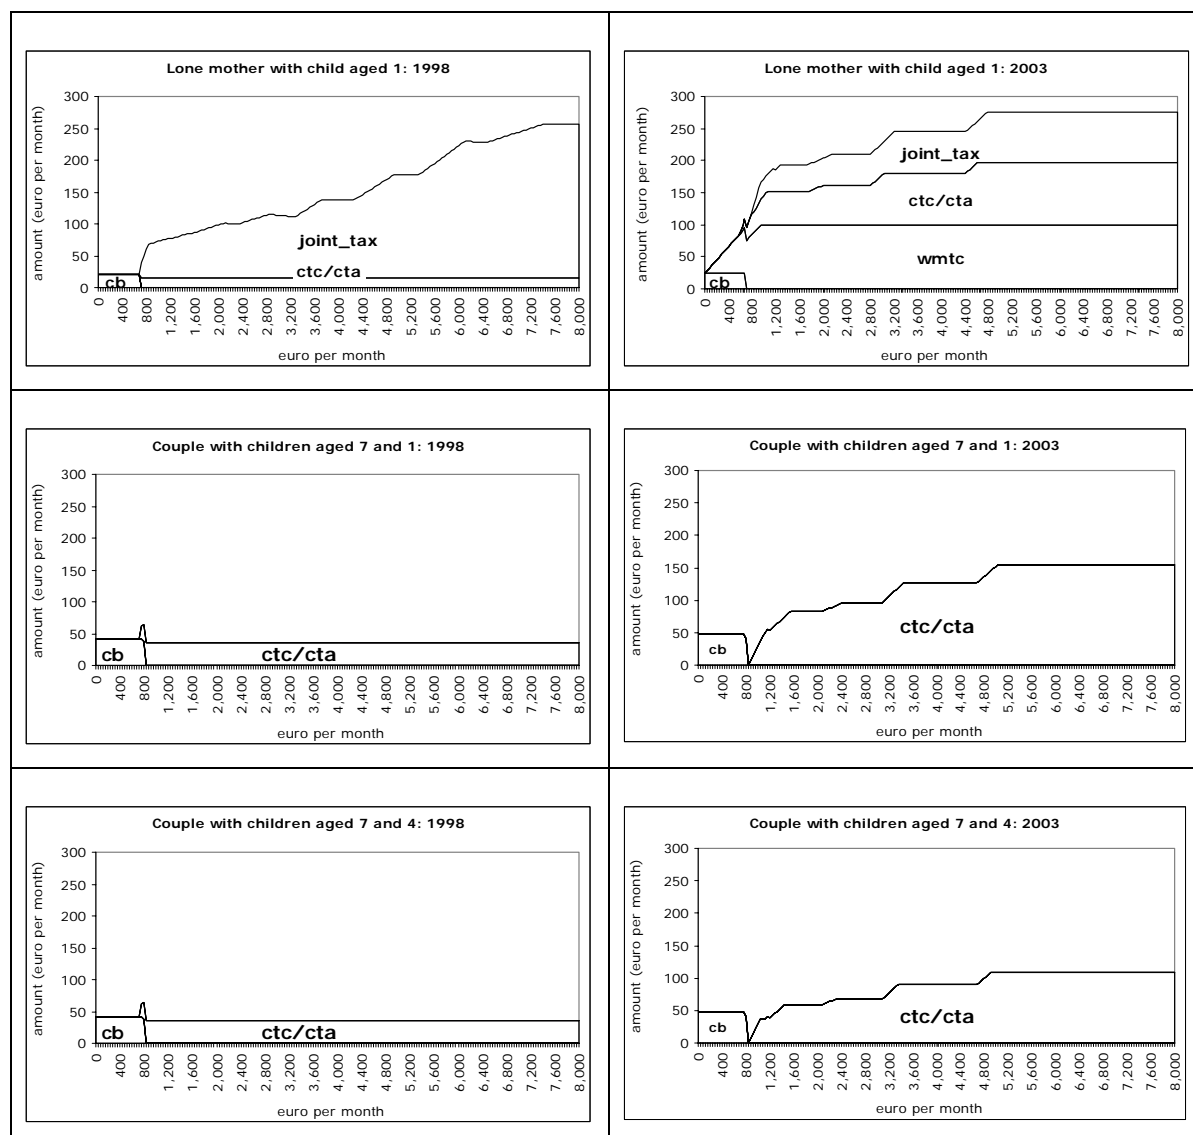 Lone mother with child aged 1: 1998
amount (euro per month)
300
250
200
150
100
50
0
joint_tax
ctc/cta
cb
0 400 800 1,200 1,600 2,000 2,400 2,800 3,200 3,600 4,000 4,400 4,800 5,200 5,600 6,000 6,400 6,800 7,200 7,600 8,000
euro per month
Lone mother with child aged 1: 2003
amount (euro per month)
300
250
200
150
100
50
0
joint_tax
ctc/cta
wmtc
cb
0 400 800 1,200 1,600 2,000 2,400 2,800 3,200 3,600 4,000 4,400 4,800 5,200 5,600 6,000 6,400 6,800 7,200 7,600 8,000
euro per month
Couple with children aged 7 and 1: 1998
amount (euro per month)
300
250
200
150
100
50
0
cb ctc/cta
0 400 800 1,200 1,600 2,000 2,400 2,800 3,200 3,600 4,000 4,400 4,800 5,200 5,600 6,000 6,400 6,800 7,200 7,600 8,000
euro per month
Couple with children aged 7 and 1: 2003
amount (euro per month)
300
250
200
150
100
50
0
ctc/cta
cb
0 400 800 1,200 1,600 2,000 2,400 2,800 3,200 3,600 4,000 4,400 4,800 5,200 5,600 6,000 6,400 6,800 7,200 7,600 8,000
euro per month
Couple with children aged 7 and 4: 1998
amount (euro per month)
300
250
200
150
100
50
0
cb ctc/cta
0 400 800 1,200 1,600 2,000 2,400 2,800 3,200 3,600 4,000 4,400 4,800 5,200 5,600 6,000 6,400 6,800 7,200 7,600 8,000
euro per month
Couple with children aged 7 and 4: 2003
amount (euro per month)
300
250
200
150
100
50
0
ctc/cta
cb
0 400 800 1,200 1,600 2,000 2,400 2,800 3,200 3,600 4,000 4,400 4,800 5,200 5,600 6,000 6,400 6,800 7,200 7,600 8,000
euro per month